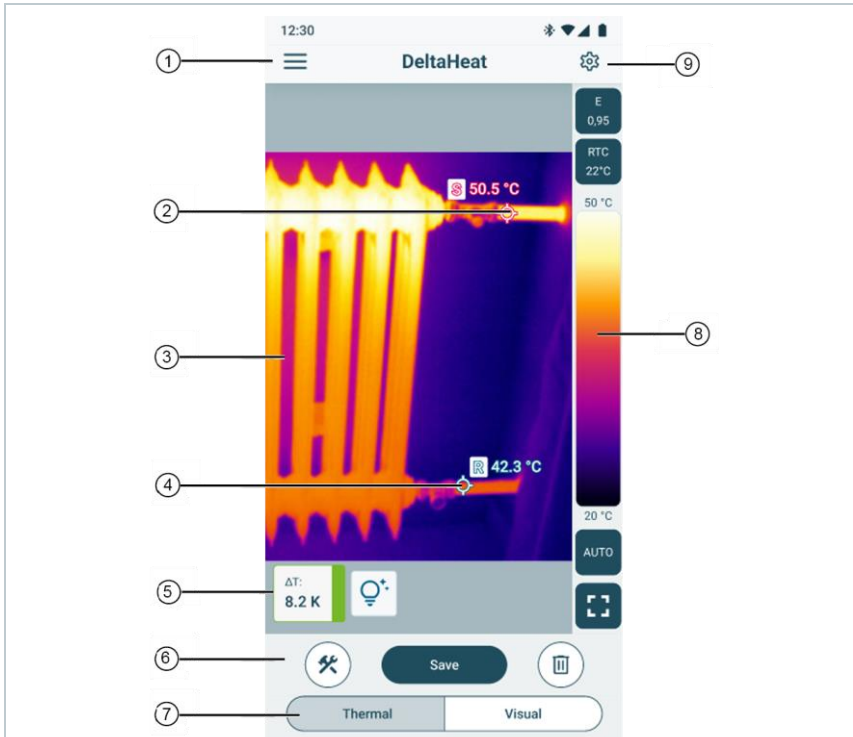 12:30
① DeltaHeat ⑨
E
0,95
RTC
22°C
S 50.5 °C
50 °C
②
③
⑧
R 42.3 °C
④
20 °C
AUTO
ΔT:
8.2 K
⑤
⑥
Save
⑦
Thermal Visual